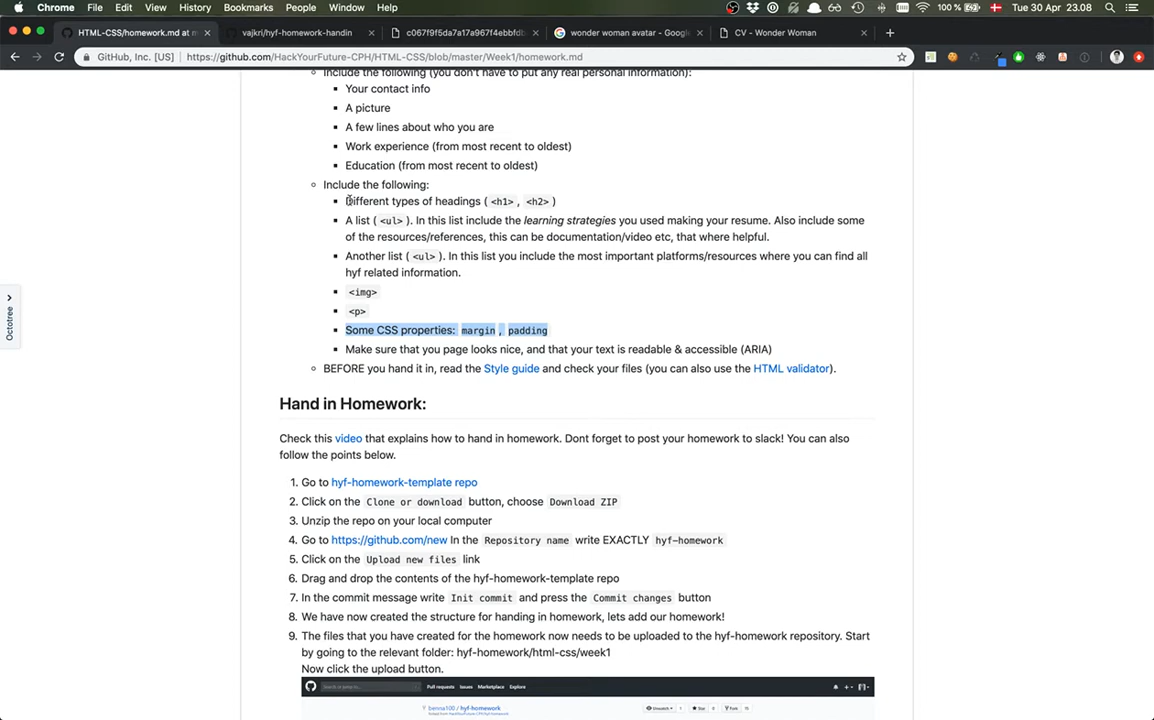 Chrome File Edit View History Bookmarks People Window Help 100 % Tue 30 Apr 23.08
HTML-CSS/homework.md at m vajkri/hyf-homework-handin c067f9f5da7a17a967f4ebbfdb wonder woman avatar - Google CV - Wonder Woman
GitHub, Inc. [US] https://github.com/HackYourFuture-CPH/HTML-CSS/blob/master/Week1/homework.md
Include the following (you don't have to put any real personal information):
Your contact info
A picture
A few lines about who you are
Work experience (from most recent to oldest)
Education (from most recent to oldest)
Include the following:
Different types of headings ( <h1> , <h2> )
A list ( <ul> ). In this list include the learning strategies you used making your resume. Also include some
of the resources/references, this can be documentation/video etc, that where helpful.
Another list ( <ul> ). In this list you include the most important platforms/resources where you can find all
hyf related information.
<img>
<p>
Some CSS properties: margin , padding
Make sure that you page looks nice, and that your text is readable & accessible (ARIA)
BEFORE you hand it in, read the Style guide and check your files (you can also use the HTML validator).
Octotree
Hand in Homework:
Check this video that explains how to hand in homework. Dont forget to post your homework to slack! You can also
follow the points below.
1. Go to hyf-homework-template repo
2. Click on the Clone or download button, choose Download ZIP
3. Unzip the repo on your local computer
4. Go to https://github.com/new In the Repository name write EXACTLY hyf-homework
5. Click on the Upload new files link
6. Drag and drop the contents of the hyf-homework-template repo
7. In the commit message write Init commit and press the Commit changes button
8. We have now created the structure for handing in homework, lets add our homework!
9. The files that you have created for the homework now needs to be uploaded to the hyf-homework repository. Start
by going to the relevant folder: hyf-homework/html-css/week1
Now click the upload button.
Pull requests Issues Marketplace Explore
benna100 / hyf-homework